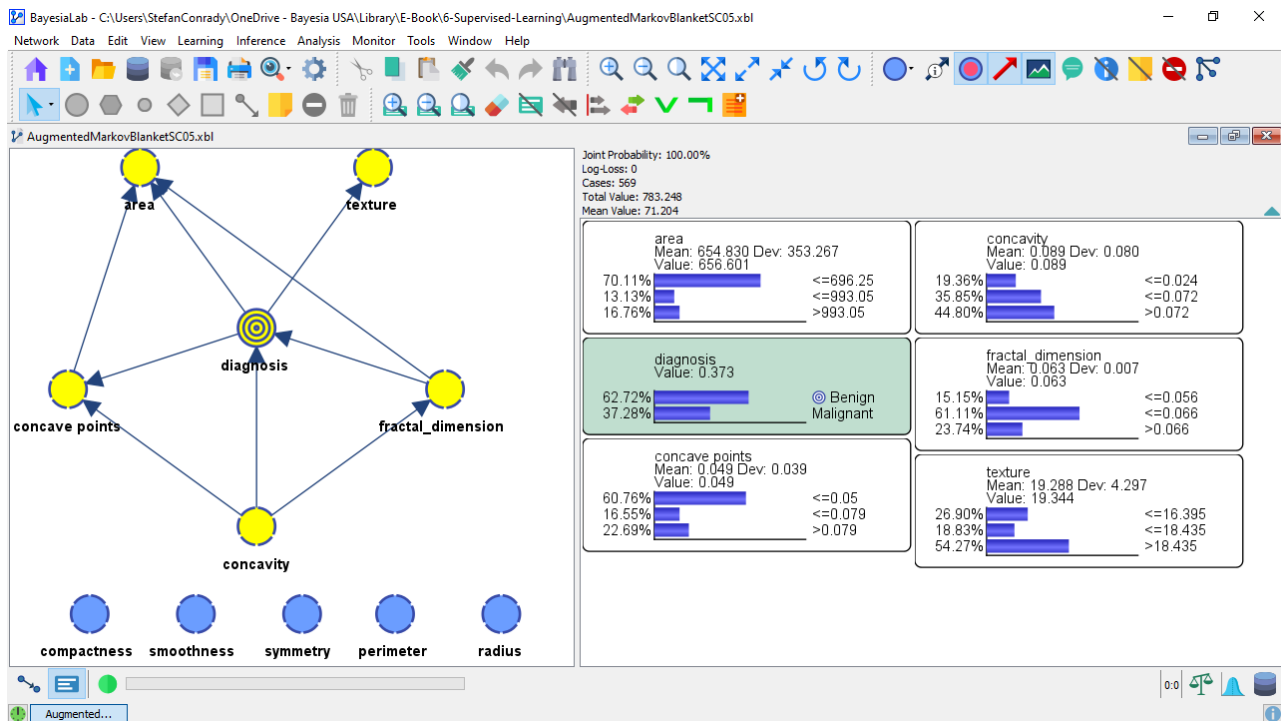 BayesiaLab - C:\Users\StefanConrady\OneDrive - Bayesia USA\Library\E-Book\6-Supervised-Learning\AugmentedMarkovBlanketSC05.xbl
Network Data Edit View Learning Inference Analysis Monitor Tools Window Help
AugmentedMarkovBlanketSC05.xbl
area
texture
diagnosis
concave points
fractal_dimension
concavity
compactness
smoothness
symmetry
perimeter
radius
Joint Probability: 100.00%
Log-Loss: 0
Cases: 569
Total Value: 783.248
Mean Value: 71.204
area
Mean: 654.830 Dev: 353.267
Value: 656.601
70.11% <=696.25
13.13% <=993.05
16.76% >993.05
diagnosis
Value: 0.373
62.72% Benign
37.28% Malignant
concave points
Mean: 0.049 Dev: 0.039
Value: 0.049
60.76% <=0.05
16.55% <=0.079
22.69% >0.079
concavity
Mean: 0.089 Dev: 0.080
Value: 0.089
19.36% <=0.024
35.85% <=0.072
44.80% >0.072
fractal_dimension
Mean: 0.063 Dev: 0.007
Value: 0.063
15.15% <=0.056
61.11% <=0.066
23.74% >0.066
texture
Mean: 19.288 Dev: 4.297
Value: 19.344
26.90% <=16.395
18.83% <=18.435
54.27% >18.435
0:0
Augmented...